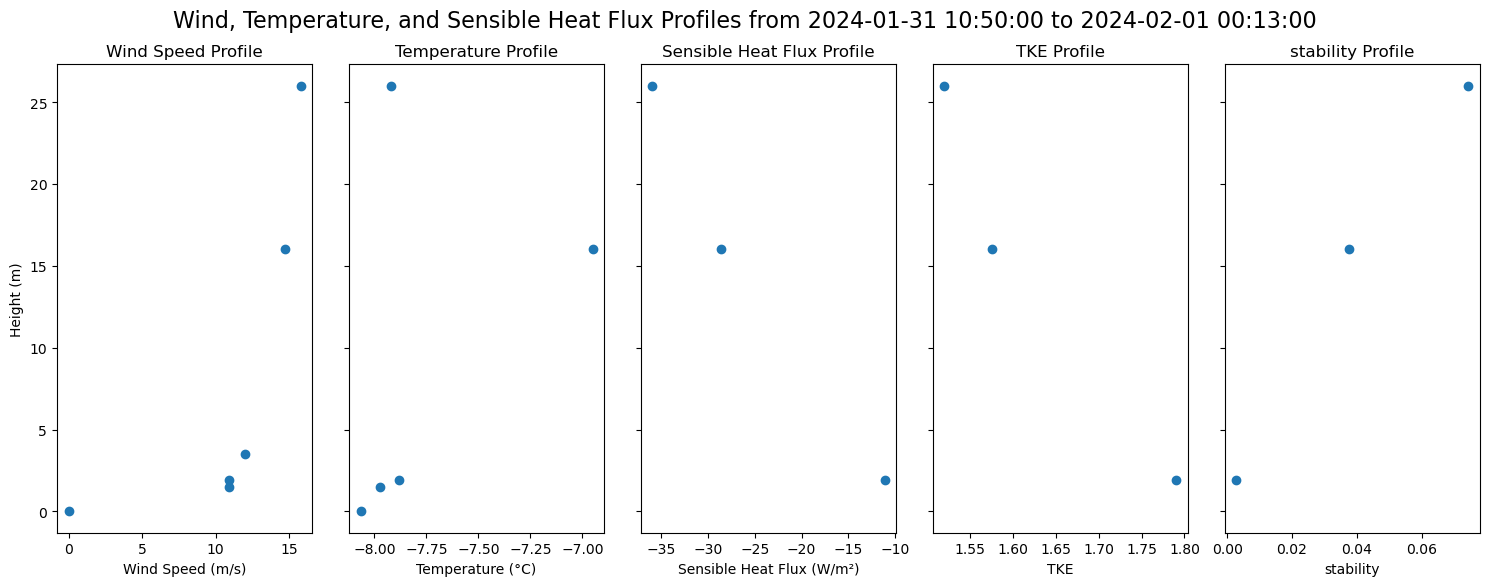 Wind, Temperature, and Sensible Heat Flux Profiles from 2024-01-31 10:50:00 to 2024-02-01 00:13:00
Wind Speed Profile
Temperature Profile
Sensible Heat Flux Profile
TKE Profile
stability Profile
25
20
15
10
5
0
Height (m)
0 5 10 15
−8.00 −7.75 −7.50 −7.25 −7.00
−35 −30 −25 −20 −15 −10
1.55 1.60 1.65 1.70 1.75 1.80
0.00 0.02 0.04 0.06
Wind Speed (m/s)
Temperature (°C)
Sensible Heat Flux (W/m²)
TKE
stability